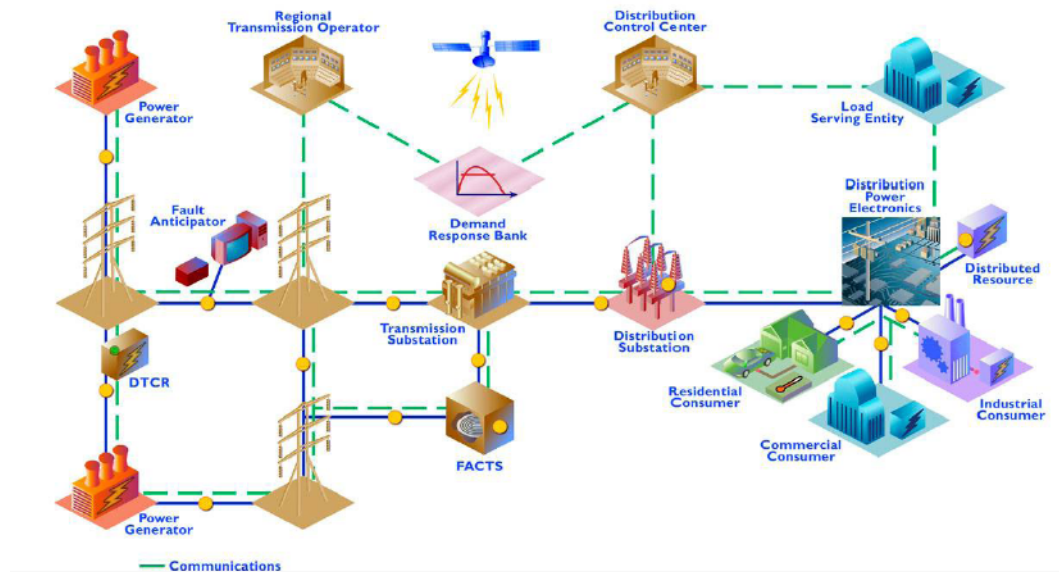 Regional
Transmission Operator
Distribution
Control Center
Power
Generator
Load
Serving Entity
Fault
Anticipator
Demand
Response Bank
Distribution
Power
Electronics
Distributed
Resource
Transmission
Substation
Distribution
Substation
DTCR
Residential
Consumer
Industrial
Consumer
Commercial
Consumer
FACTS
Power
Generator
Communications